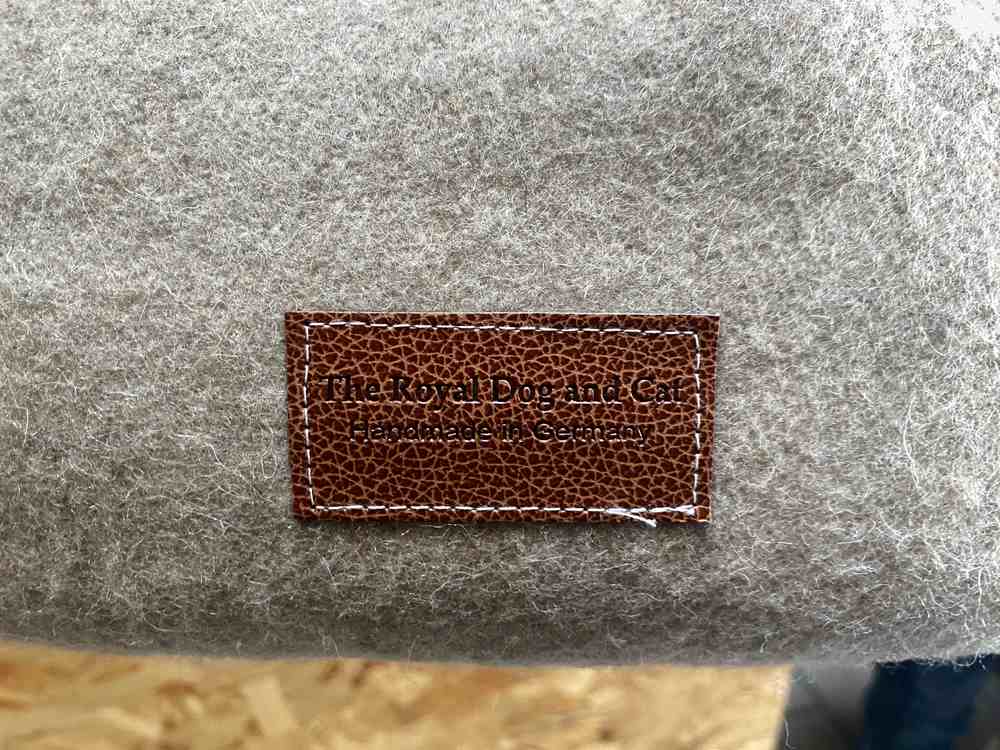 The Royal Dog and Cat
Handmade in Germany